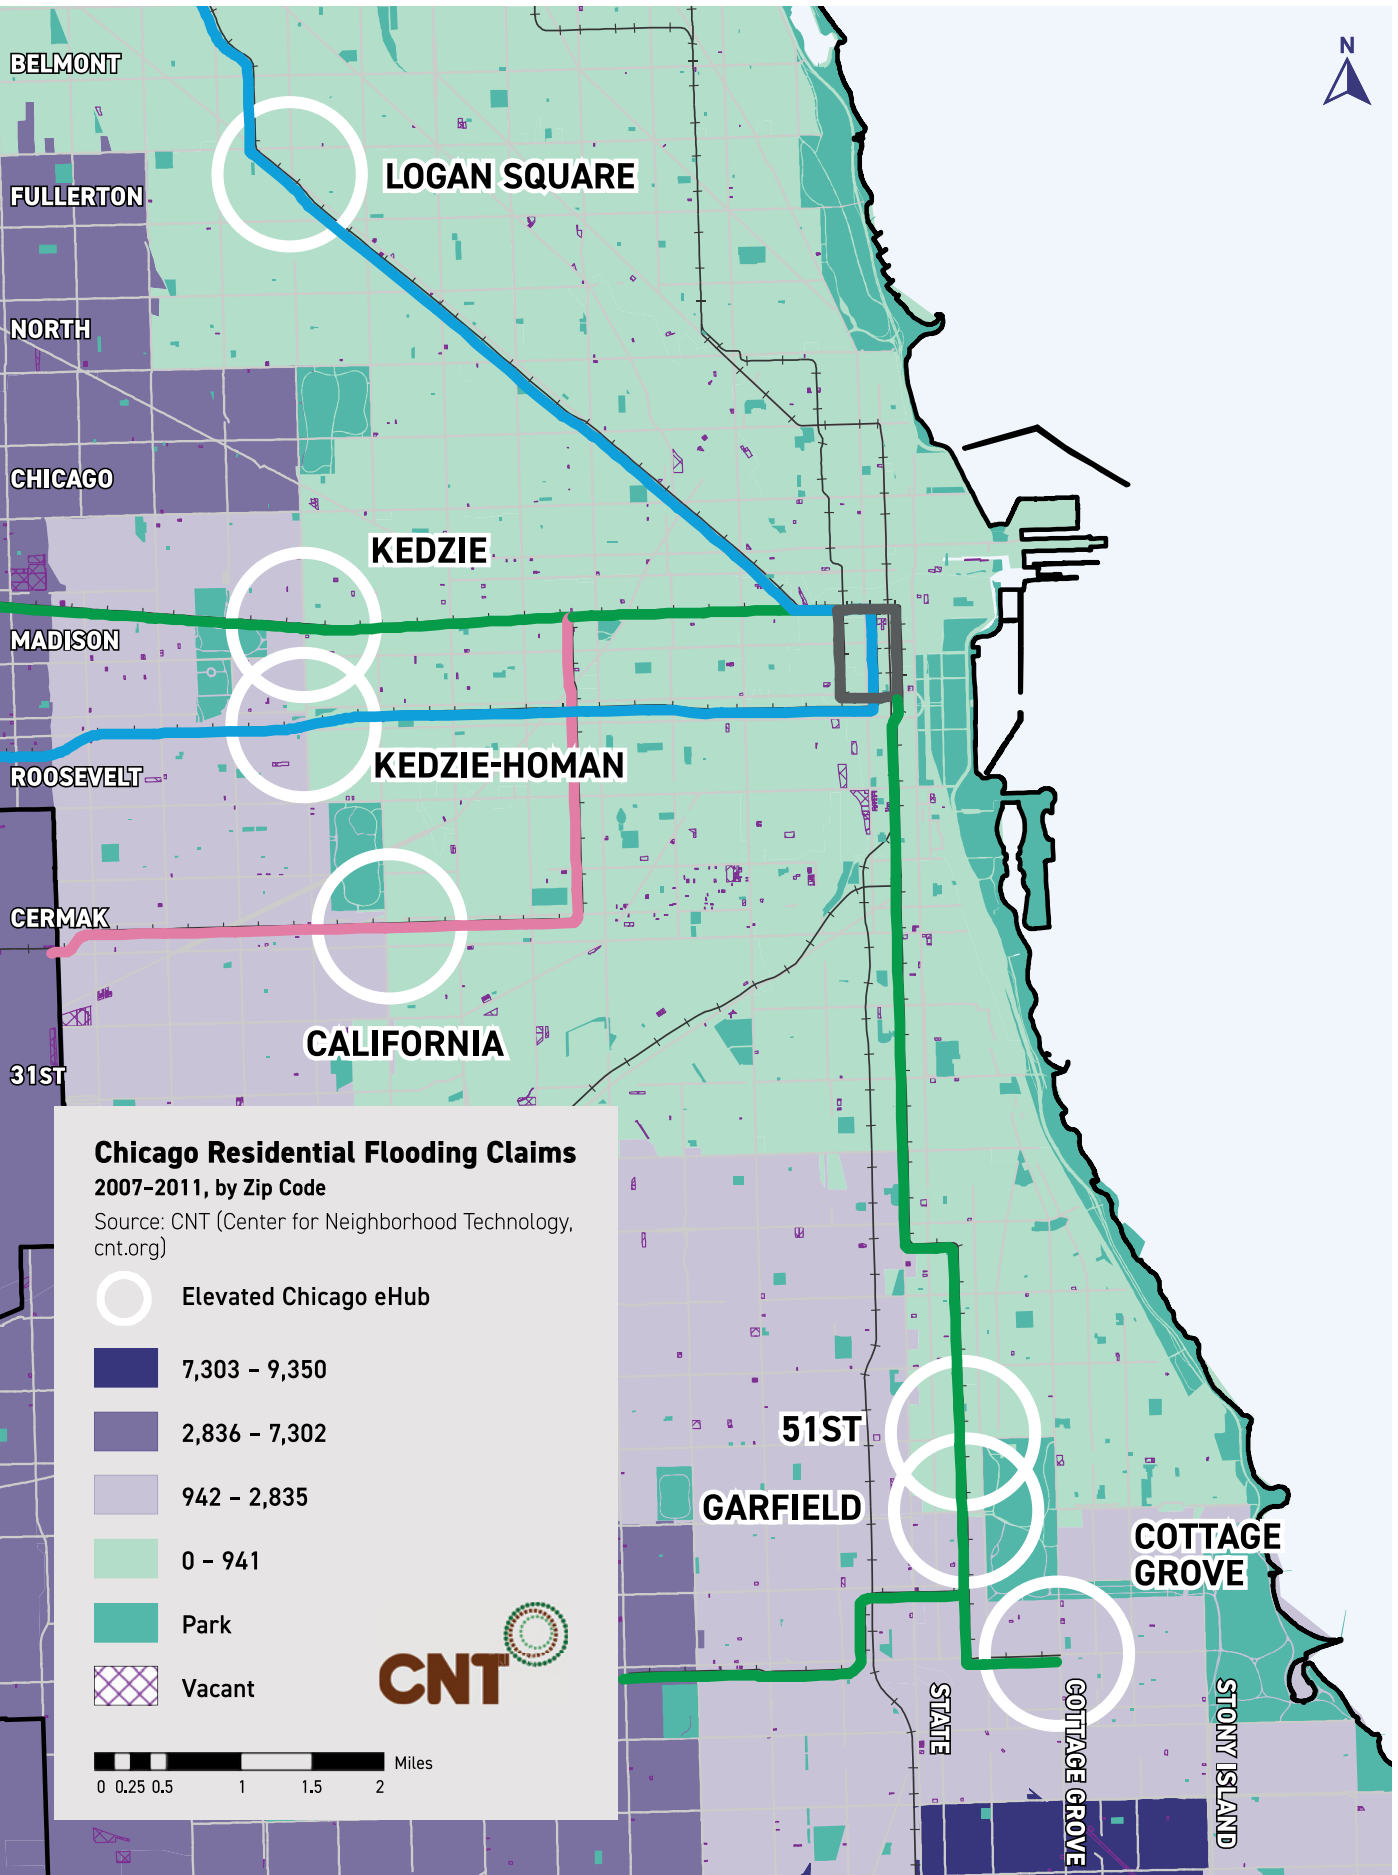 N
BELMONT
LOGAN SQUARE
FULLERTON
NORTH
CHICAGO
KEDZIE
MADISON
KEDZIE-HOMAN
ROOSEVELT
CERMAK
CALIFORNIA
31ST
Chicago Residential Flooding Claims
2007–2011, by Zip Code
Source: CNT (Center for Neighborhood Technology,
cnt.org)
Elevated Chicago eHub
7,303 – 9,350
2,836 – 7,302
942 – 2,835
0 – 941
Park
Vacant
CNT
Miles
0 0.25 0.5 1 1.5 2
51ST
GARFIELD
COTTAGE
GROVE
STATE
COTTAGE GROVE
STONY ISLAND